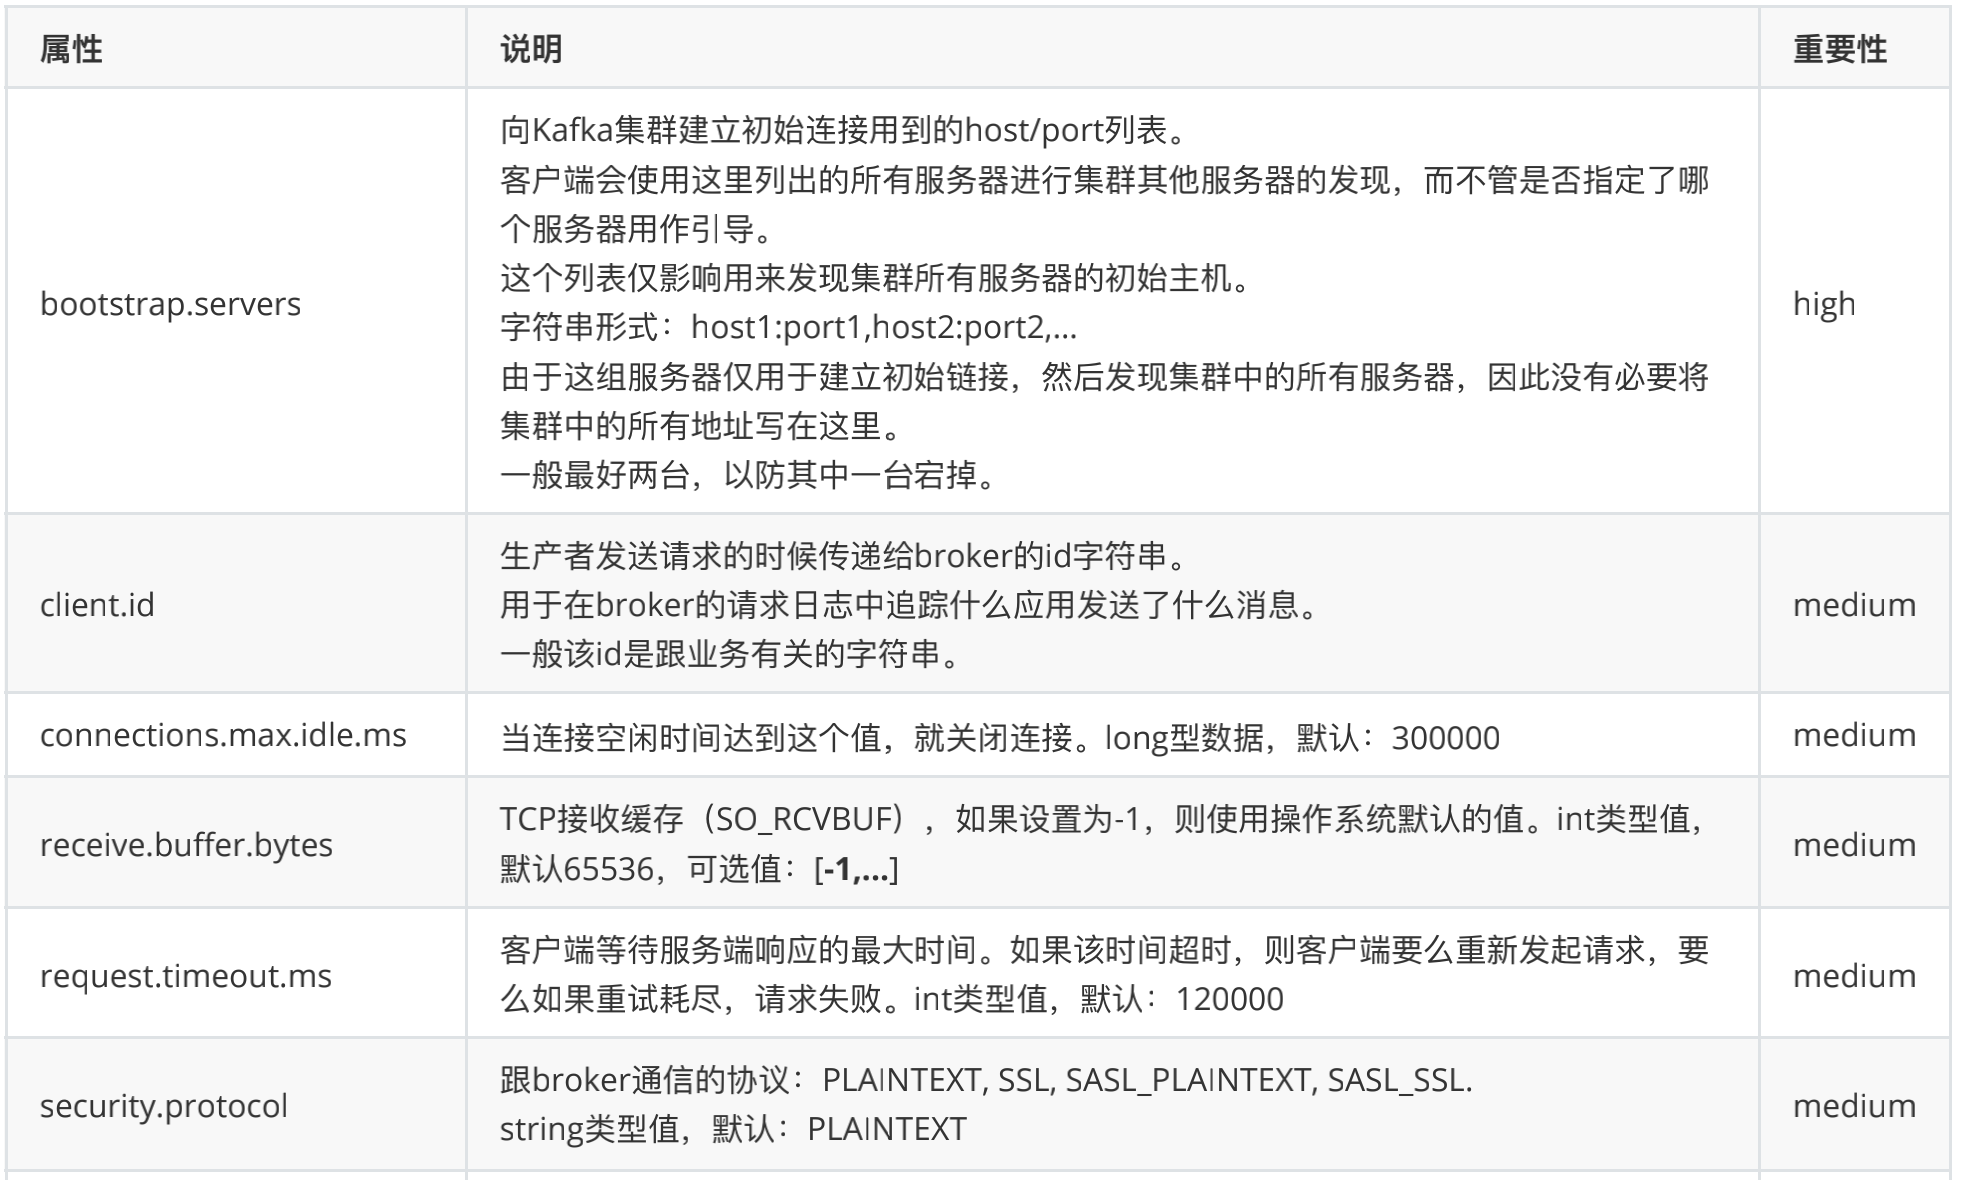 属性 说明 重要性
向Kafka集群建立初始连接用到的host/port列表。
客户端会使用这里列出的所有服务器进行集群其他服务器的发现，而不管是否指定了哪
个服务器用作引导。
这个列表仅影响用来发现集群所有服务器的初始主机。
bootstrap.servers 字符串形式：host1:port1,host2:port2,... high
由于这组服务器仅用于建立初始链接，然后发现集群中的所有服务器，因此没有必要将
集群中的所有地址写在这里。
一般最好两台，以防其中一台宕掉。
生产者发送请求的时候传递给broker的id字符串。
client.id 用于在broker的请求日志中追踪什么应用发送了什么消息。 medium
一般该id是跟业务有关的字符串。
connections.max.idle.ms 当连接空闲时间达到这个值，就关闭连接。long型数据，默认：300000 medium
receive.buffer.bytes TCP接收缓存（SO_RCVBUF），如果设置为-1，则使用操作系统默认的值。int类型值， medium
默认65536，可选值：[-1,...]
request.timeout.ms 客户端等待服务端响应的最大时间。如果该时间超时，则客户端要么重新发起请求，要 medium
么如果重试耗尽，请求失败。int类型值，默认：120000
security.protocol 跟broker通信的协议：PLAINTEXT, SSL, SASL_PLAINTEXT, SASL_SSL. medium
string类型值，默认：PLAINTEXT